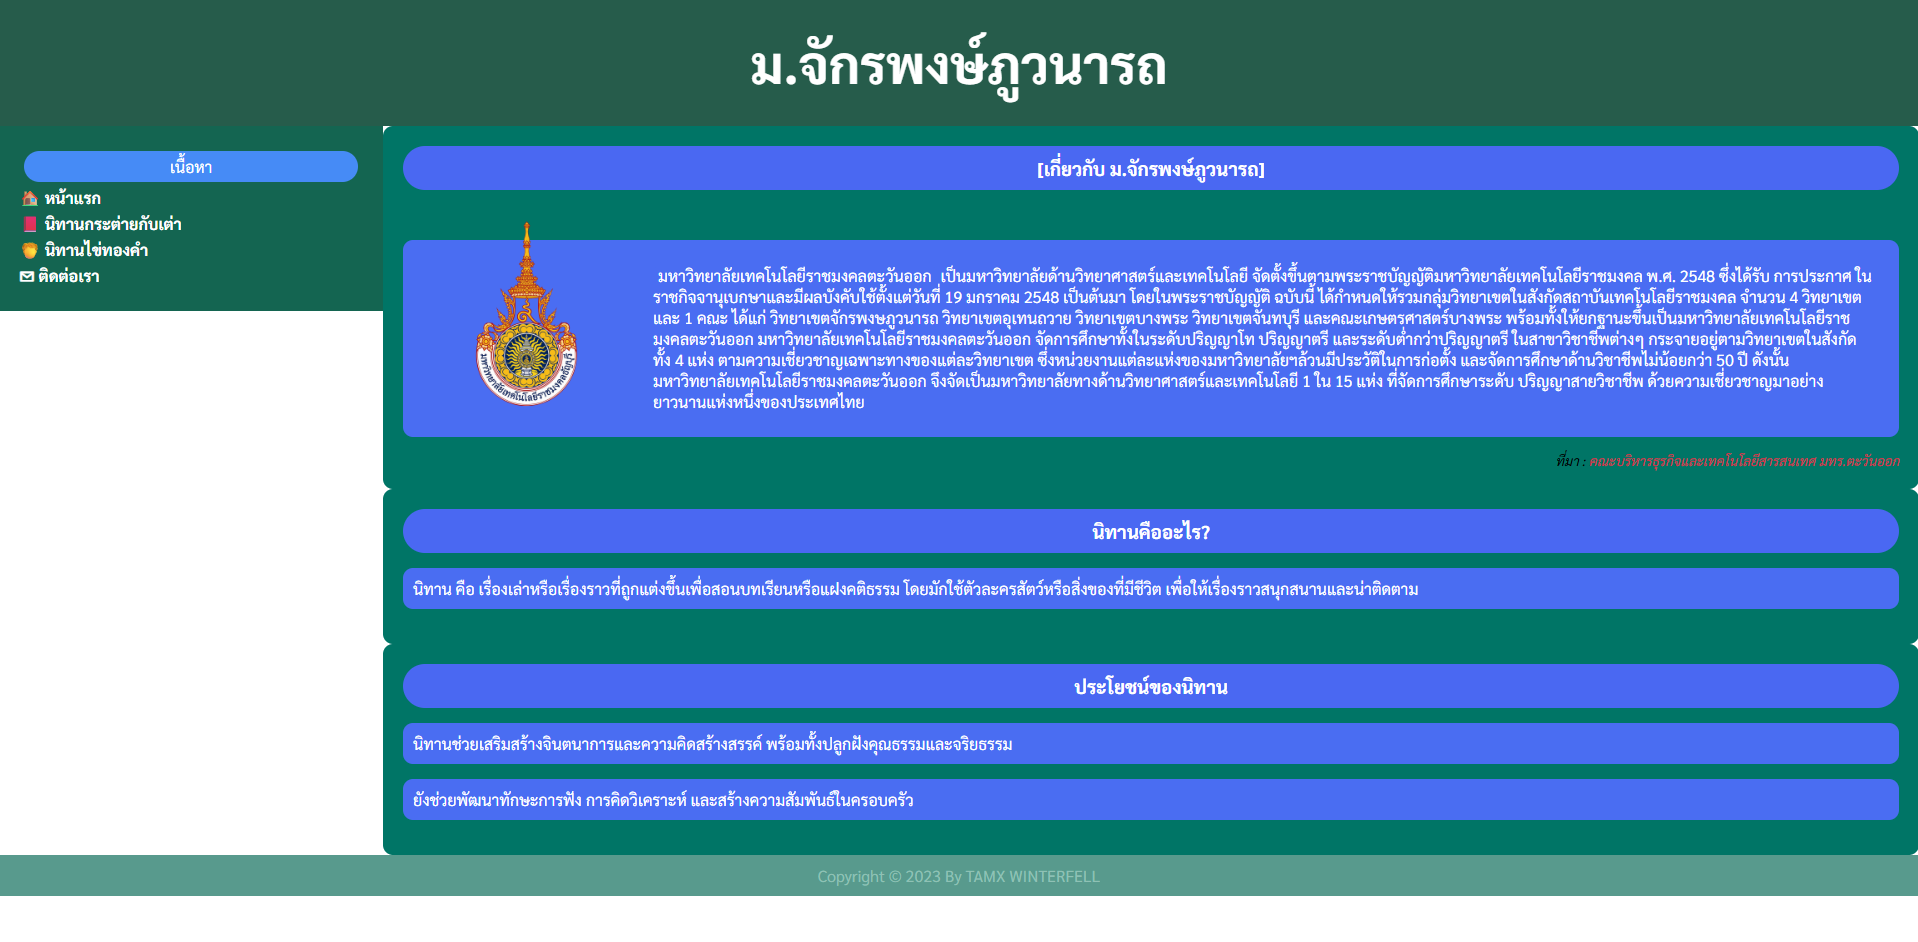 ม.จักรพงษ์ภูวนารถ
เนื้อหา
🏠 หน้าแรก
📕 นิทานกระต่ายกับเต่า
นิทานไข่ทองคำ
ติดต่อเรา
[เกี่ยวกับ ม.จักรพงษ์ภูวนารถ]
มหาวิทยาลัยเทคโนโลยีราชมงคลธัญบุรี
มหาวิทยาลัยเทคโนโลยีราชมงคลตะวันออก เป็นมหาวิทยาลัยด้านวิทยาศาสตร์และเทคโนโลยี จัดตั้งขึ้นตามพระราชบัญญัติมหาวิทยาลัยเทคโนโลยีราชมงคล พ.ศ. 2548 ซึ่งได้รับ การประกาศ ใน
ราชกิจจานุเบกษาและมีผลบังคับใช้ตั้งแต่วันที่ 19 มกราคม 2548 เป็นต้นมา โดยในพระราชบัญญัติ ฉบับนี้ ได้กำหนดให้รวมกลุ่มวิทยาเขตในสังกัดสถาบันเทคโนโลยีราชมงคล จำนวน 4 วิทยาเขต
และ 1 คณะ ได้แก่ วิทยาเขตจักรพงษภูวนารถ วิทยาเขตอุเทนถวาย วิทยาเขตบางพระ วิทยาเขตจันทบุรี และคณะเกษตรศาสตร์บางพระ พร้อมทั้งให้ยกฐานะขึ้นเป็นมหาวิทยาลัยเทคโนโลยีราช
มงคลตะวันออก มหาวิทยาลัยเทคโนโลยีราชมงคลตะวันออก จัดการศึกษาทั้งในระดับปริญญาโท ปริญญาตรี และระดับต่ำกว่าปริญญาตรี ในสาขาวิชาชีพต่างๆ กระจายอยู่ตามวิทยาเขตในสังกัด
ทั้ง 4 แห่ง ตามความเชี่ยวชาญเฉพาะทางของแต่ละวิทยาเขต ซึ่งหน่วยงานแต่ละแห่งของมหาวิทยาลัยฯล้วนมีประวัติในการก่อตั้ง และจัดการศึกษาด้านวิชาชีพไม่น้อยกว่า 50 ปี ดังนั้น
มหาวิทยาลัยเทคโนโลยีราชมงคลตะวันออก จึงจัดเป็นมหาวิทยาลัยทางด้านวิทยาศาสตร์และเทคโนโลยี 1 ใน 15 แห่ง ที่จัดการศึกษาระดับ ปริญญาสายวิชาชีพ ด้วยความเชี่ยวชาญมาอย่าง
ยาวนานแห่งหนึ่งของประเทศไทย
ที่มา : คณะบริหารธุรกิจและเทคโนโลยีสารสนเทศ มทร.ตะวันออก
นิทานคืออะไร?
นิทาน คือ เรื่องเล่าหรือเรื่องราวที่ถูกแต่งขึ้นเพื่อสอนบทเรียนหรือแฝงคติธรรม โดยมักใช้ตัวละครสัตว์หรือสิ่งของที่มีชีวิต เพื่อให้เรื่องราวสนุกสนานและน่าติดตาม
ประโยชน์ของนิทาน
นิทานช่วยเสริมสร้างจินตนาการและความคิดสร้างสรรค์ พร้อมทั้งปลูกฝังคุณธรรมและจริยธรรม
ยังช่วยพัฒนาทักษะการฟัง การคิดวิเคราะห์ และสร้างความสัมพันธ์ในครอบครัว
Copyright © 2023 By TAMX WINTERFELL